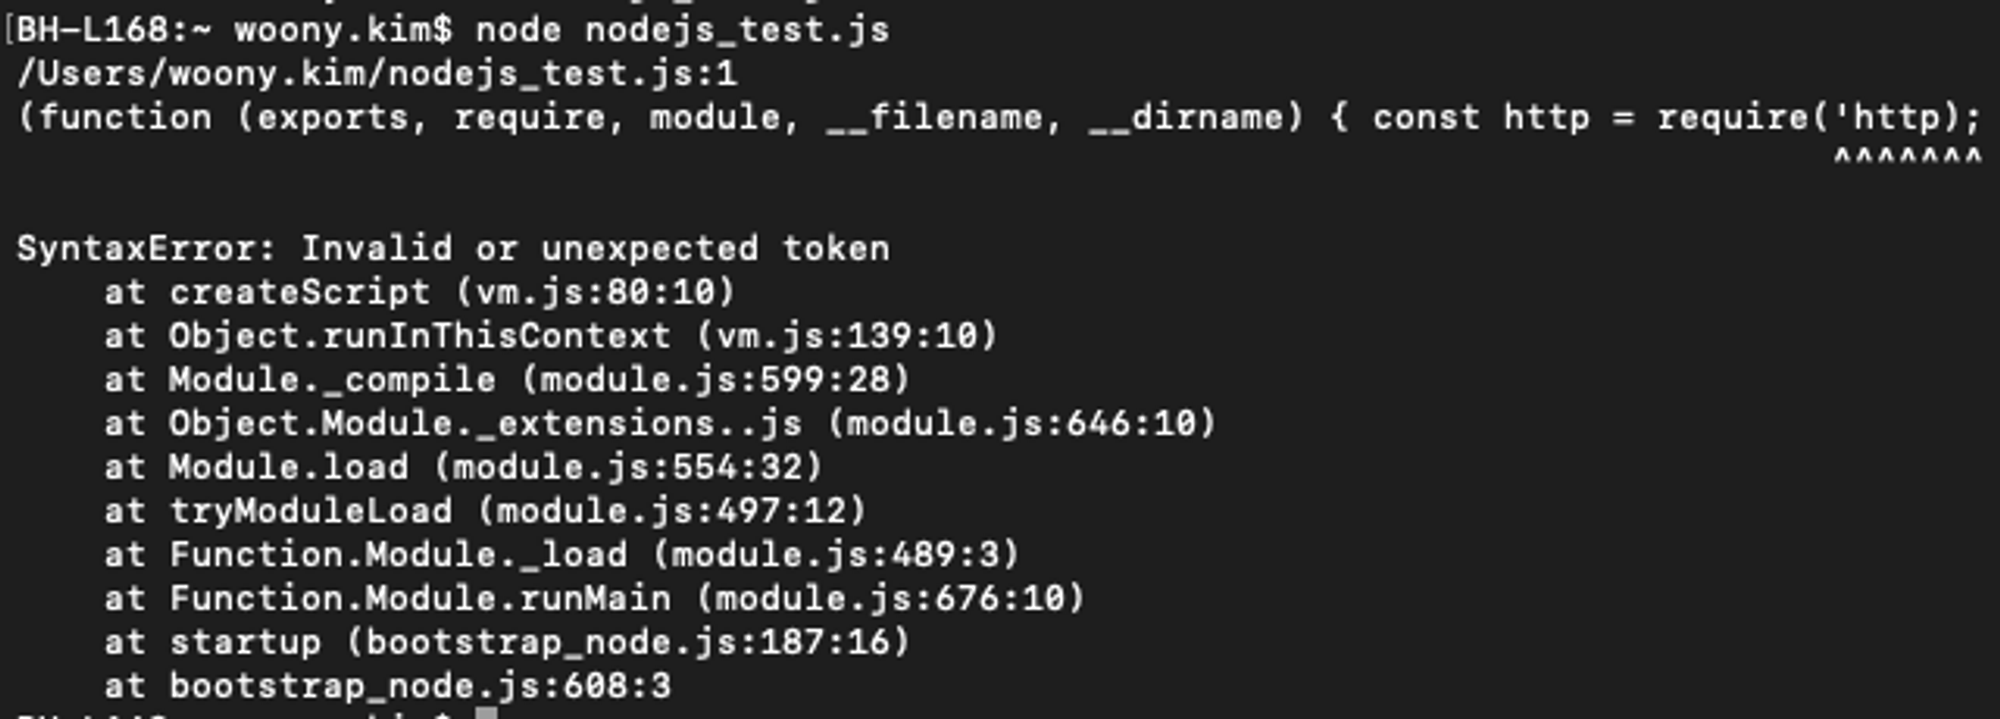 [BH-L168:~ woony.kim$ node nodejs_test.js
/Users/woony.kim/nodejs_test.js:1
(function (exports, require, module, __filename, __dirname) { const http = require('http);
^^^^^^^
SyntaxError: Invalid or unexpected token
at createScript (vm.js:80:10)
at Object.runInThisContext (vm.js:139:10)
at Module._compile (module.js:599:28)
at Object.Module._extensions..js (module.js:646:10)
at Module.load (module.js:554:32)
at tryModuleLoad (module.js:497:12)
at Function.Module._load (module.js:489:3)
at Function.Module.runMain (module.js:676:10)
at startup (bootstrap_node.js:187:16)
at bootstrap_node.js:608:3